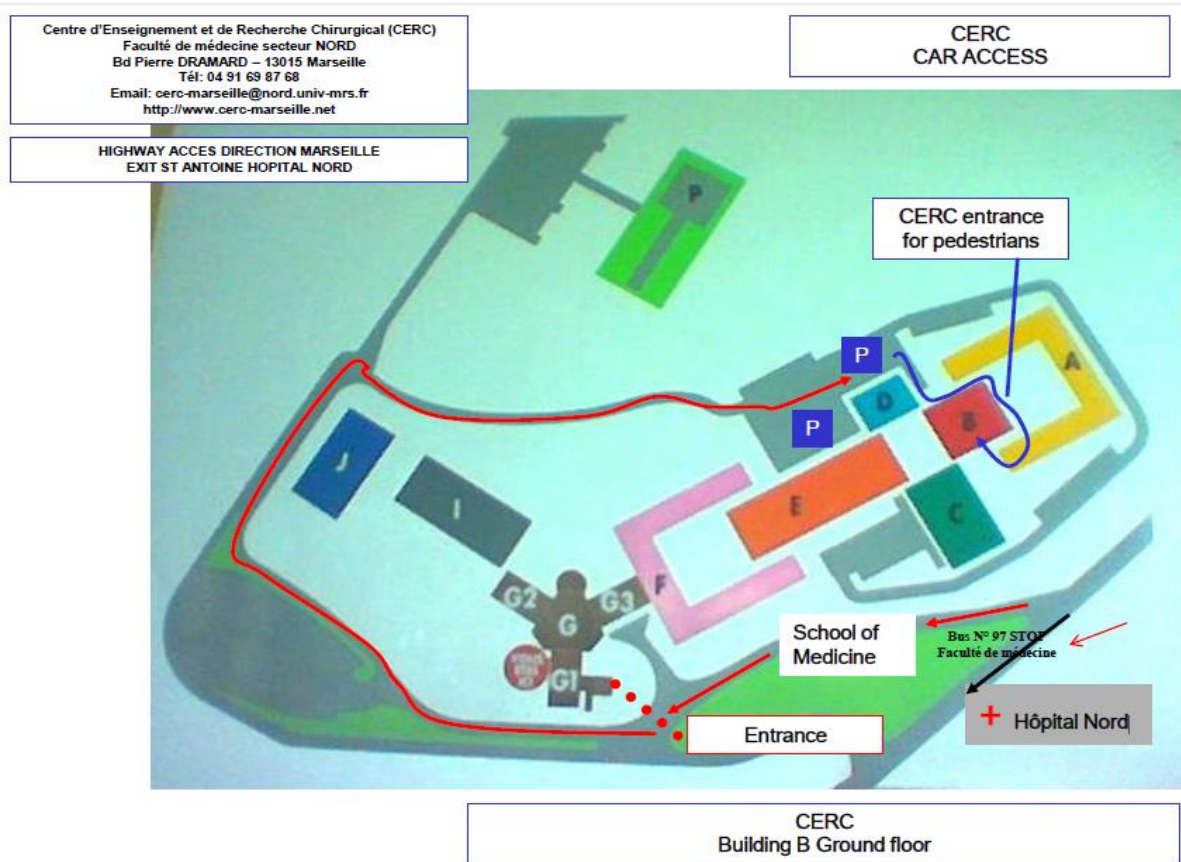 Centre d'Enseignement et de Recherche Chirurgical (CERC)
Faculté de médecine secteur NORD
Bd Pierre DRAMARD – 13015 Marseille
Tél: 04 91 69 87 68
Email: cerc-marseille@nord.univ-mrs.fr
http://www.cerc-marseille.net
CERC
CAR ACCESS
HIGHWAY ACCES DIRECTION MARSEILLE
EXIT ST ANTOINE HOPITAL NORD
P
CERC entrance
for pedestrians
P
A
D
B
P
J
I
E
C
F
G2
G3
G
VOUS
ETES
ICI
G1
School of
Medicine
Bus N° 97 STOP
Faculté de médecine
Hôpital Nord
Entrance
CERC
Building B Ground floor